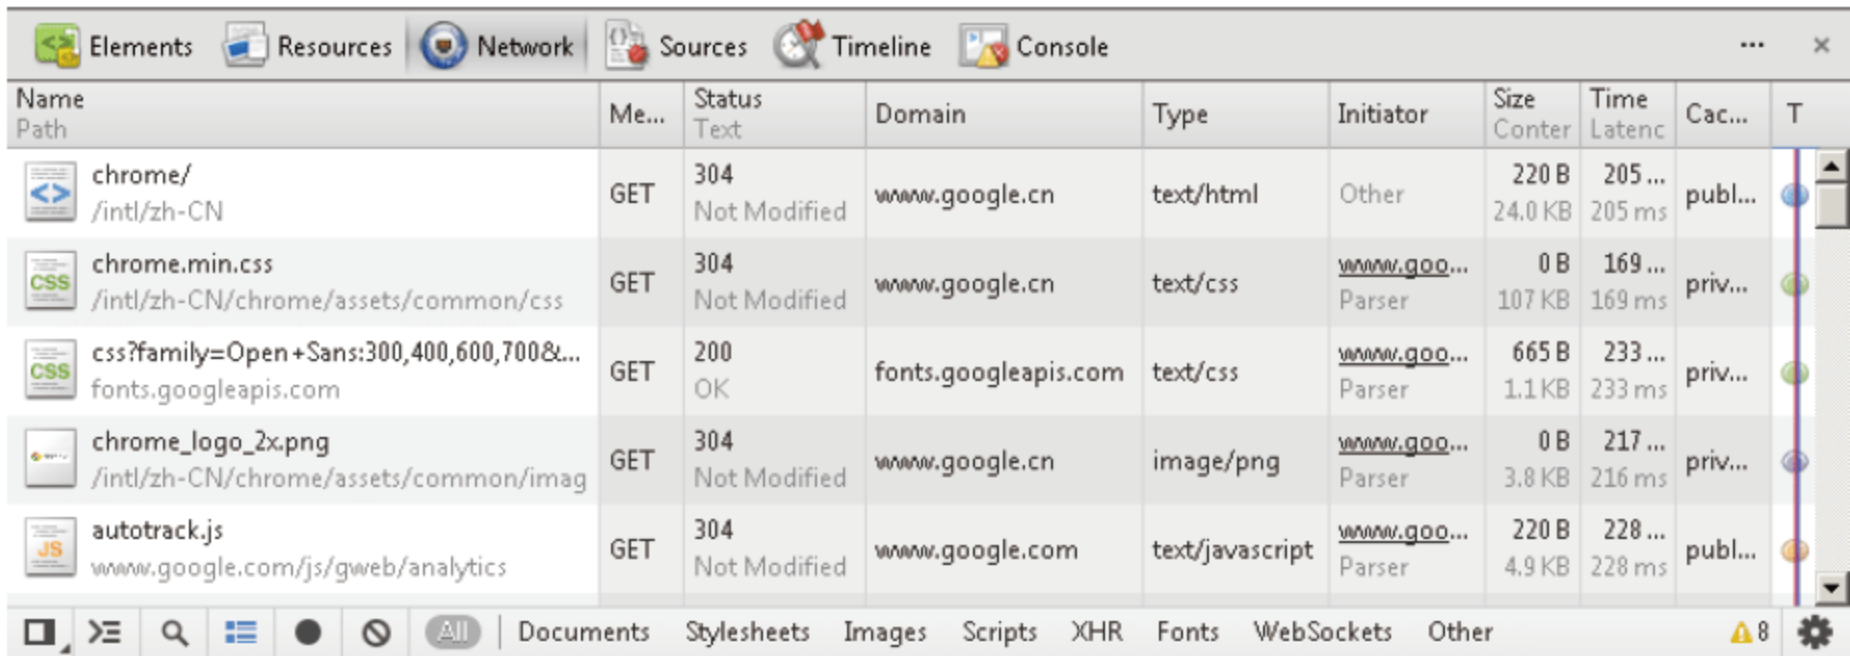 Elements Resources Network Sources Timeline Console ... ×
Name Me... Status Domain Type Initiator Size Time Cac... T
Path Text Conter Latenc
chrome/ 304 220 B 205 ...
GET www.google.cn text/html Other publ...
/intl/zh-CN Not Modified 24.0 KB 205 ms
chrome.min.css 304 www.goo... 0 B 169 ...
CSS GET www.google.cn text/css priv...
/intl/zh-CN/chrome/assets/common/css Not Modified Parser 107 KB 169 ms
css?family=Open+Sans:300,400,600,700&... 200 www.goo... 665 B 233 ...
CSS GET fonts.googleapis.com text/css priv...
fonts.googleapis.com OK Parser 1.1 KB 233 ms
chrome_logo_2x.png 304 www.goo... 0 B 217 ...
GET www.google.cn image/png priv...
/intl/zh-CN/chrome/assets/common/imag Not Modified Parser 3.8 KB 216 ms
autotrack.js 304 www.goo... 220 B 228 ...
JS GET www.google.com text/javascript publ...
www.google.com/js/gweb/analytics Not Modified Parser 4.9 KB 228 ms
All Documents Stylesheets Images Scripts XHR Fonts WebSockets Other 8